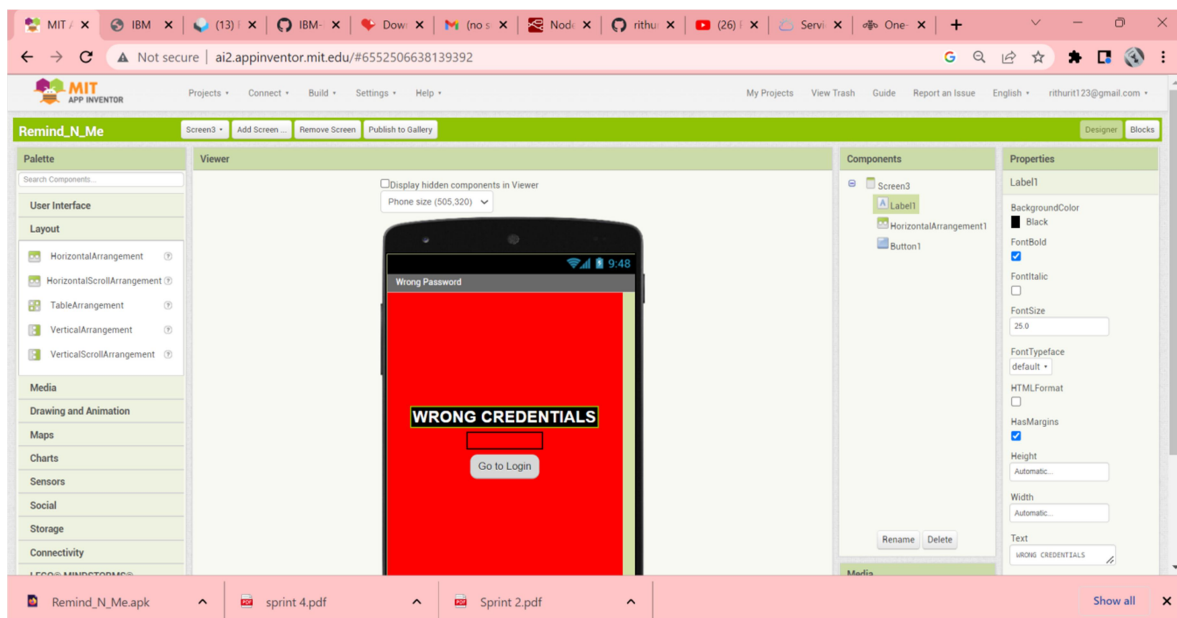 MIT /
IBM
(13) |
IBM-
Dow
M (no s
Node
rithu
(26) |
Servi
One-
Not secure | ai2.appinventor.mit.edu/#6552506638139392
MIT
APP INVENTOR
Projects
Connect
Build
Settings
Help
My Projects
View Trash
Guide
Report an Issue
English
rithurit123@gmail.com
Remind_N_Me
Screen3
Add Screen ...
Remove Screen
Publish to Gallery
Designer
Blocks
Palette
Search Components...
User Interface
Layout
HorizontalArrangement
HorizontalScrollArrangement
TableArrangement
VerticalArrangement
VerticalScrollArrangement
Media
Drawing and Animation
Maps
Charts
Sensors
Social
Storage
Connectivity
LEGO® MINDSTORMS®
Viewer
Display hidden components in Viewer
Phone size (505,320)
9:48
Wrong Password
WRONG CREDENTIALS
Go to Login
Components
Screen3
Label1
HorizontalArrangement1
Button1
Rename
Delete
Media
Properties
Label1
BackgroundColor
Black
FontBold
FontItalic
FontSize
25.0
FontTypeface
default
HTMLFormat
HasMargins
Height
Automatic...
Width
Automatic...
Text
WRONG CREDENTIALS
Remind_N_Me.apk
sprint 4.pdf
Sprint 2.pdf
Show all